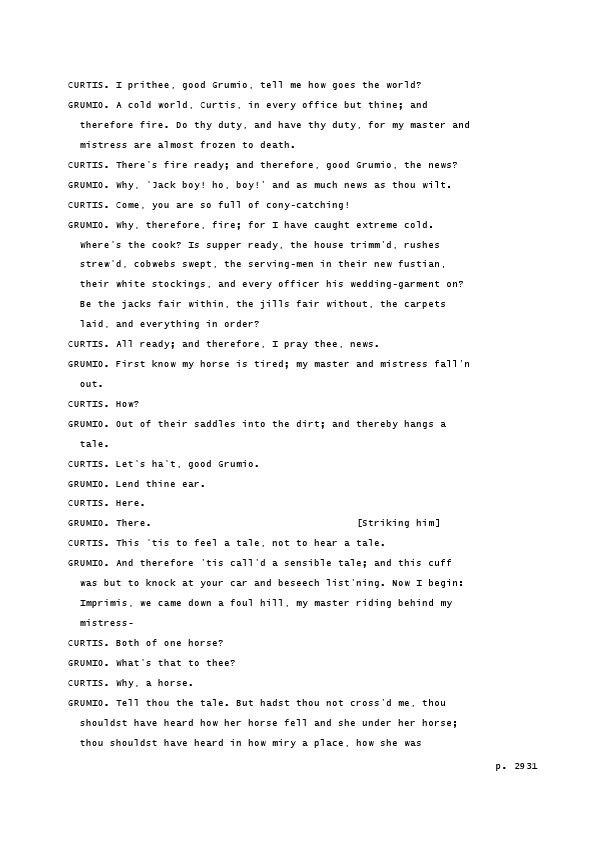 CURTIS. I prithee, good Grumio, tell me how goes the world?
GRUMIO. A cold world, Curtis, in every office but thine; and
therefore fire. Do thy duty, and have thy duty, for my master and
mistress are almost frozen to death.
CURTIS. There's fire ready; and therefore, good Grumio, the news?
GRUMIO. Why, 'Jack boy! ho, boy!' and as much news as thou wilt.
CURTIS. Come, you are so full of cony-catching!
GRUMIO. Why, therefore, fire; for I have caught extreme cold.
Where's the cook? Is supper ready, the house trimm'd, rushes
strew'd, cobwebs swept, the serving-men in their new fustian,
their white stockings, and every officer his wedding-garment on?
Be the jacks fair within, the jills fair without, the carpets
laid, and everything in order?
CURTIS. All ready; and therefore, I pray thee, news.
GRUMIO. First know my horse is tired; my master and mistress fall'n
out.
CURTIS. How?
GRUMIO. Out of their saddles into the dirt; and thereby hangs a
tale.
CURTIS. Let's ha't, good Grumio.
GRUMIO. Lend thine ear.
CURTIS. Here.
GRUMIO. There. [Striking him]
CURTIS. This 'tis to feel a tale, not to hear a tale.
GRUMIO. And therefore 'tis call'd a sensible tale; and this cuff
was but to knock at your car and beseech list'ning. Now I begin:
Imprimis, we came down a foul hill, my master riding behind my
mistress-
CURTIS. Both of one horse?
GRUMIO. What's that to thee?
CURTIS. Why, a horse.
GRUMIO. Tell thou the tale. But hadst thou not cross'd me, thou
shouldst have heard how her horse fell and she under her horse;
thou shouldst have heard in how miry a place, how she was
p. 2931